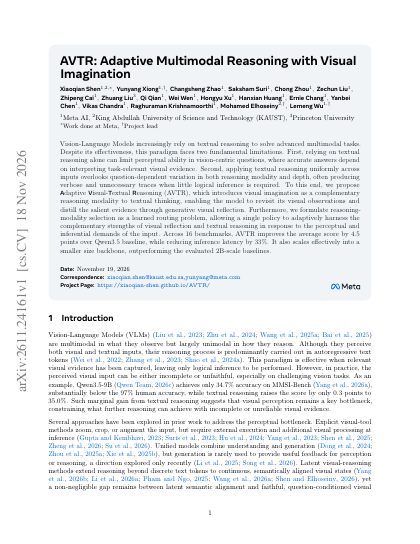 AVTR: Adaptive Multimodal Reasoning with Visual
Imagination
Xiaoqian Shen1,2,*, Yunyang Xiong1,†, Changsheng Zhao1, Saksham Suri1, Chong Zhou1, Zechun Liu1,
Zhipeng Cai1, Zhuang Liu3, Qi Qian1, Wei Wen1, Hongyu Xu1, Hanxian Huang1, Ernie Chang1, Yanbei
Chen1, Vikas Chandra1, Raghuraman Krishnamoorthi1, Mohamed Elhoseiny2,†, Lemeng Wu1,†
1Meta AI, 2King Abdullah University of Science and Technology (KAUST), 3Princeton University
*Work done at Meta, †Project lead
Vision-Language Models increasingly rely on textual reasoning to solve advanced multimodal tasks.
Despite its effectiveness, this paradigm faces two fundamental limitations. First, relying on textual
reasoning alone can limit perceptual ability in vision-centric questions, where accurate answers depend
on interpreting task-relevant visual evidence. Second, applying textual reasoning uniformly across
inputs overlooks question-dependent variation in both reasoning modality and depth, often producing
verbose and unnecessary traces when little logical inference is required. To this end, we propose
Adaptive Visual-Textual Reasoning (AVTR), which introduces visual imagination as a complementary
reasoning modality to textual thinking, enabling the model to revisit its visual observations and
distill the salient evidence through generative visual reflection. Furthermore, we formulate reasoning-
modality selection as a learned routing problem, allowing a single policy to adaptively harness the
complementary strengths of visual reflection and textual reasoning in response to the perceptual and
inferential demands of the input. Across 16 benchmarks, AVTR improves the average score by 4.5
points over Qwen3.5 baseline, while reducing inference latency by 33%. It also scales effectively into a
smaller size backbones, outperforming the evaluated 2B-scale baselines.
Date: November 19, 2026
Correspondence: xiaoqian.shen@kaust.edu.sa, yunyang@meta.com
Project Page: https://xiaoqian-shen.github.io/AVTR/
Meta
1 Introduction
Vision-Language Models (VLMs) (Liu et al., 2023; Zhu et al., 2024; Wang et al., 2025a; Bai et al., 2025)
are multimodal in what they observe but largely unimodal in how they reason. Although they perceive
both visual and textual inputs, their reasoning process is predominantly carried out in autoregressive text
tokens (Wei et al., 2022; Zhang et al., 2023; Shao et al., 2024a). This paradigm is effective when relevant
visual evidence has been captured, leaving only logical inference to be performed. However, in practice, the
perceived visual input can be either incomplete or unfaithful, especially on challenging vision tasks. As an
example, Qwen3.5-9B (Qwen Team, 2026c) achieves only 34.7% accuracy on MMSI-Bench (Yang et al., 2026a),
substantially below the 97% human accuracy, while textual reasoning raises the score by only 0.3 points to
35.0%. Such marginal gain from textual reasoning suggests that visual perception remains a key bottleneck,
constraining what further reasoning can achieve with incomplete or unreliable visual evidence.
Several approaches have been explored in prior work to address the perceptual bottleneck. Explicit visual-tool
methods zoom, crop, or augment the input, but require external execution and additional visual processing at
inference (Gupta and Kembhavi, 2023; Surís et al., 2023; Hu et al., 2024; Yang et al., 2023; Shen et al., 2025;
Zheng et al., 2026; Su et al., 2026). Unified models combine understanding and generation (Dong et al., 2024;
Zhou et al., 2025a; Xie et al., 2025b), but generation is rarely used to provide useful feedback for perception
or reasoning, a direction explored only recently (Li et al., 2025; Song et al., 2026). Latent visual-reasoning
methods extend reasoning beyond discrete text tokens to continuous, semantically aligned visual states (Yang
et al., 2026b; Li et al., 2026a; Pham and Ngo, 2025; Wang et al., 2026a; Shen and Elhoseiny, 2026), yet
a non-negligible gap remains between latent semantic alignment and faithful, question-conditioned visual
1
arXiv:2611.24161v1 [cs.CV] 18 Nov 2026